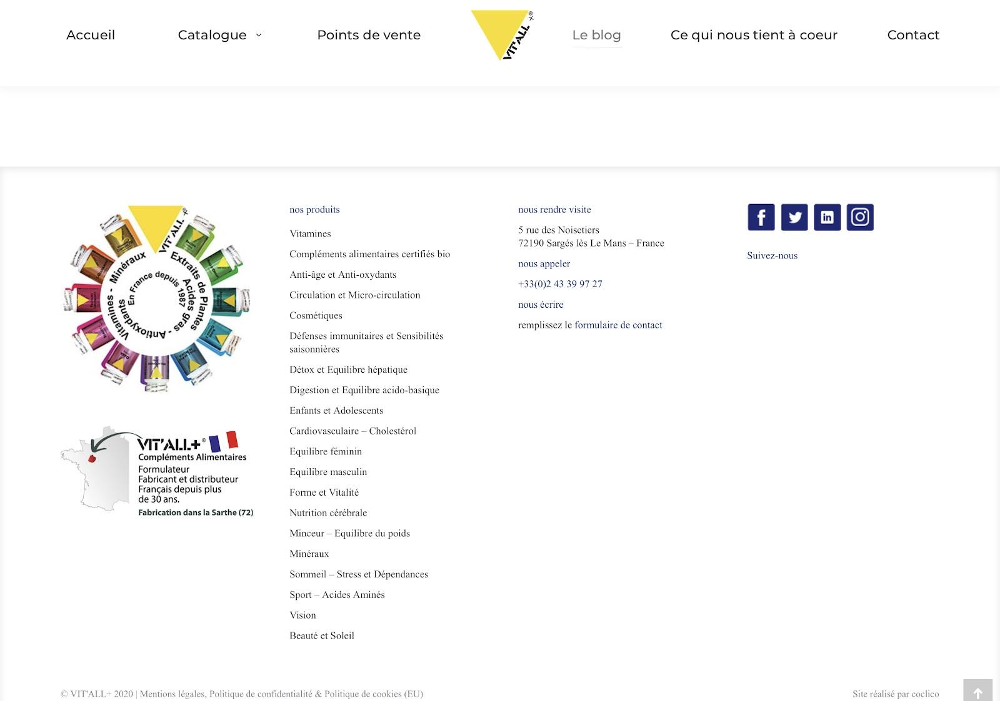 Accueil
Catalogue
Points de vente
VIT'ALL+®
Le blog
Ce qui nous tient à coeur
Contact
VIT'ALL+®
Vitamines - Minéraux
Extraits de Plantes
Acides gras - Antioxydants
En France depuis 1987
VIT'ALL+®
Compléments Alimentaires
Formulateur
Fabricant et distributeur
Français depuis plus
de 30 ans.
Fabrication dans la Sarthe (72)
nos produits
Vitamines
Compléments alimentaires certifiés bio
Anti-âge et Anti-oxydants
Circulation et Micro-circulation
Cosmétiques
Défenses immunitaires et Sensibilités
saisonnières
Détox et Equilibre hépatique
Digestion et Equilibre acido-basique
Enfants et Adolescents
Cardiovasculaire – Cholestérol
Equilibre féminin
Equilibre masculin
Forme et Vitalité
Nutrition cérébrale
Minceur – Equilibre du poids
Minéraux
Sommeil – Stress et Dépendances
Sport – Acides Aminés
Vision
Beauté et Soleil
nous rendre visite
5 rue des Noisetiers
72190 Sargés lès Le Mans – France
nous appeler
+33(0)2 43 39 97 27
nous écrire
remplissez le formulaire de contact
Suivez-nous
© VIT'ALL+ 2020 | Mentions légales, Politique de confidentialité & Politique de cookies (EU)
Site réalisé par coclico